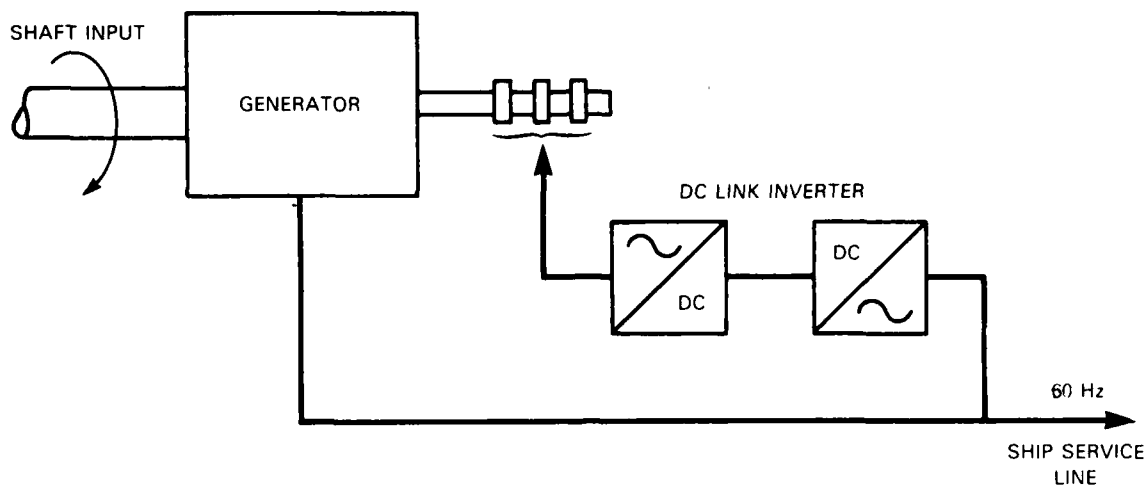 SHAFT INPUT
GENERATOR
DC LINK INVERTER
DC
DC
60 Hz
SHIP SERVICE
LINE